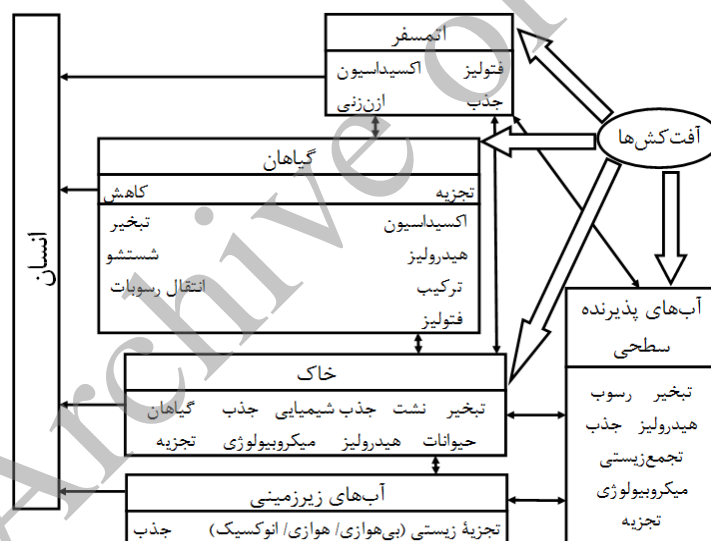 اتمسفر
فتولیز اکسیداسیون
جذب ازن‌زنی
آفت‌کش‌ها
گیاهان
تجزیه کاهش
اکسیداسیون تبخیر
هیدرولیز شستشو
ترکیب انتقال رسوبات
فتولیز
انسان
آب‌های پذیرنده
سطحی
تبخیر رسوب
هیدرولیز جذب
تجمع‌زیستی
میکروبیولوژی
تجزیه
خاک
تبخیر نشت جذب شیمیایی جذب گیاهان
حیوانات هیدرولیز میکروبیولوژی تجزیه
آب‌های زیرزمینی
تجزیهٔ زیستی (بی‌هوازی/ هوازی/ انوکسیک) جذب
Archive of